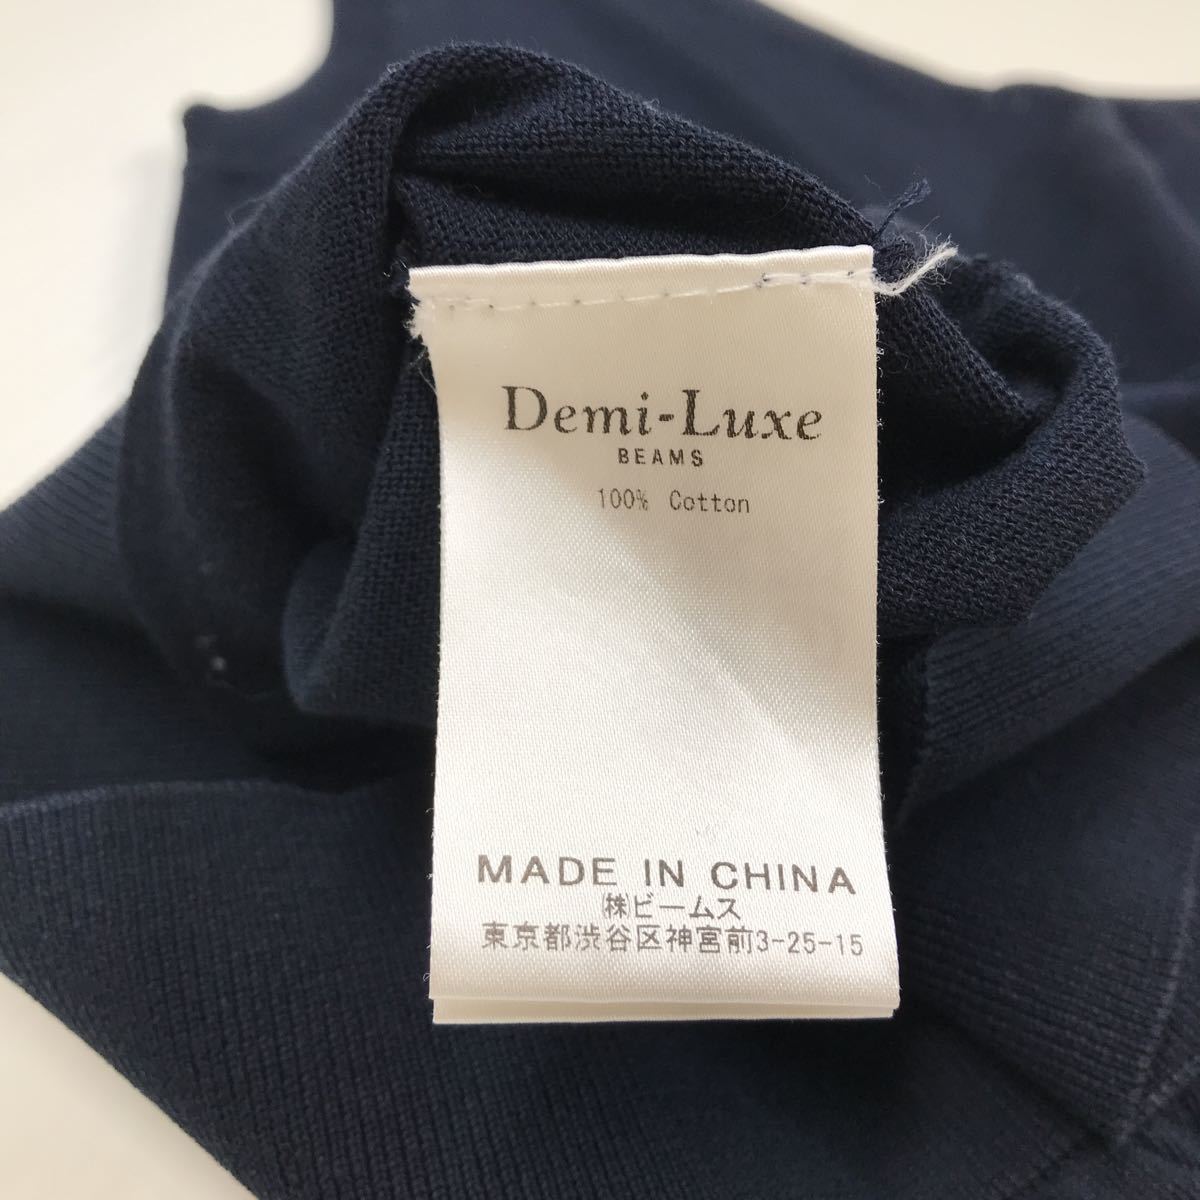 Demi-Luxe
BEAMS
100% Cotton
MADE IN CHINA
㈱ビームス
東京都渋谷区神宮前3-25-15